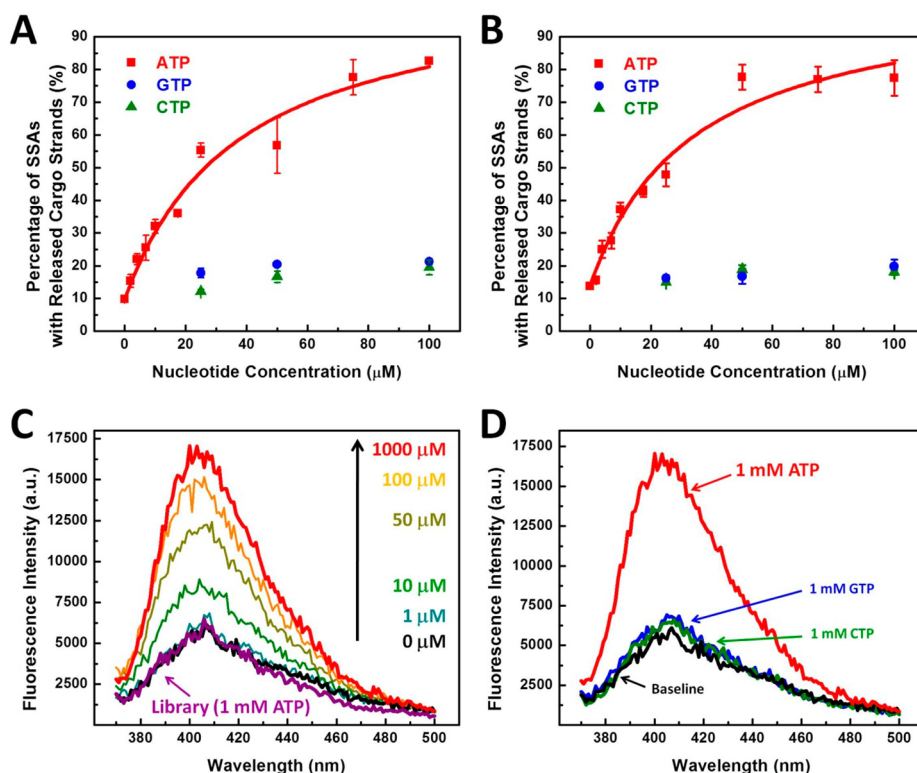 A
Percentage of SSAs
with Released Cargo Strands (%)
90
80
70
60
50
40
30
20
10
0
ATP
GTP
CTP
0 20 40 60 80 100
Nucleotide Concentration (μM)
B
Percentage of SSAs
with Released Cargo Strands (%)
90
80
70
60
50
40
30
20
10
0
ATP
GTP
CTP
0 20 40 60 80 100
Nucleotide Concentration (μM)
C
Fluorescence Intensity (a.u.)
17500
15000
12500
10000
7500
5000
2500
1000 μM
100 μM
50 μM
10 μM
1 μM
0 μM
Library (1 mM ATP)
360 380 400 420 440 460 480 500
Wavelength (nm)
D
Fluorescence Intensity (a.u.)
17500
15000
12500
10000
7500
5000
2500
1 mM ATP
1 mM GTP
1 mM CTP
Baseline
360 380 400 420 440 460 480 500
Wavelength (nm)